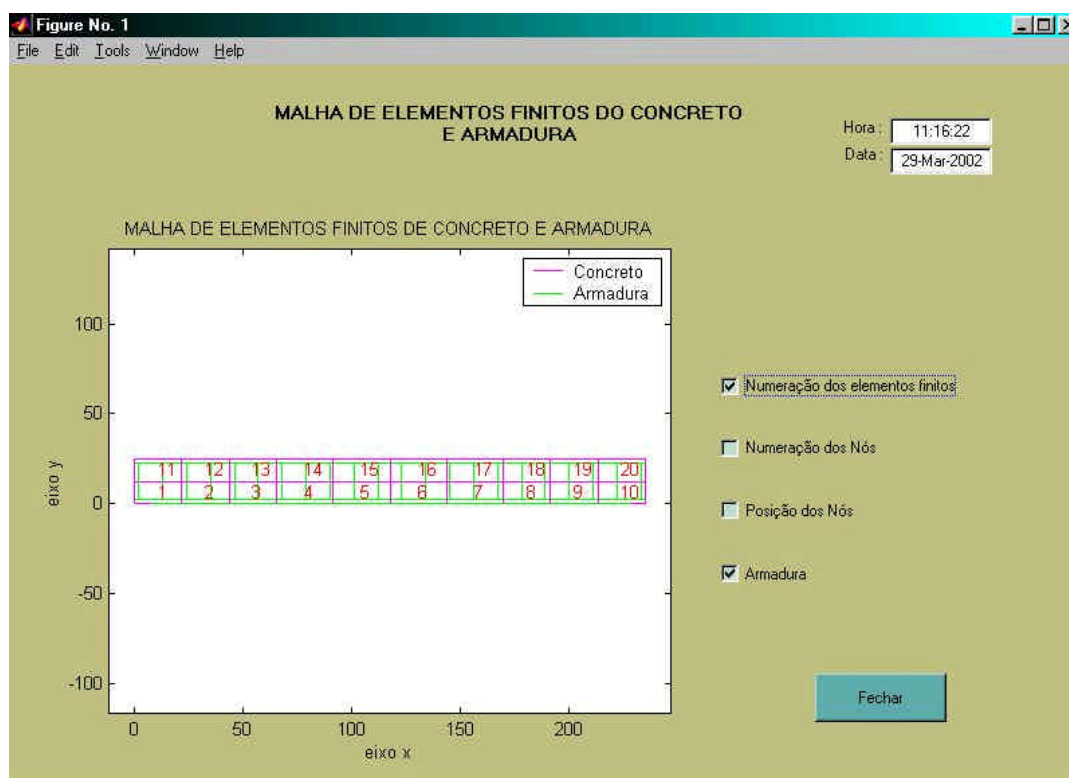 Figure No. 1
File Edit Tools Window Help
MALHA DE ELEMENTOS FINITOS DO CONCRETO
E ARMADURA
Hora : 11:16:22
Data : 29-Mar-2002
MALHA DE ELEMENTOS FINITOS DE CONCRETO E ARMADURA
Concreto
Armadura
100
50
0
-50
-100
eixo y
11 12 13 14 15 16 17 18 19 20
1 2 3 4 5 6 7 8 9 10
0 50 100 150 200
eixo x
Numeração dos elementos finitos
Numeração dos Nós
Posição dos Nós
Armadura
Fechar